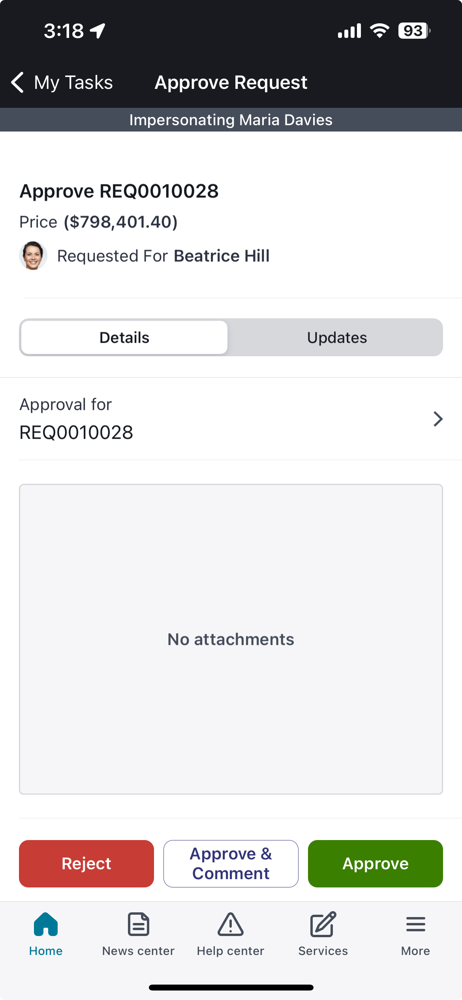 3:18
93
My Tasks
Approve Request
Impersonating Maria Davies
Approve REQ0010028
Price ($798,401.40)
Requested For Beatrice Hill
Details
Updates
Approval for
REQ0010028
No attachments
Reject
Approve &
Comment
Approve
Home
News center
Help center
Services
More